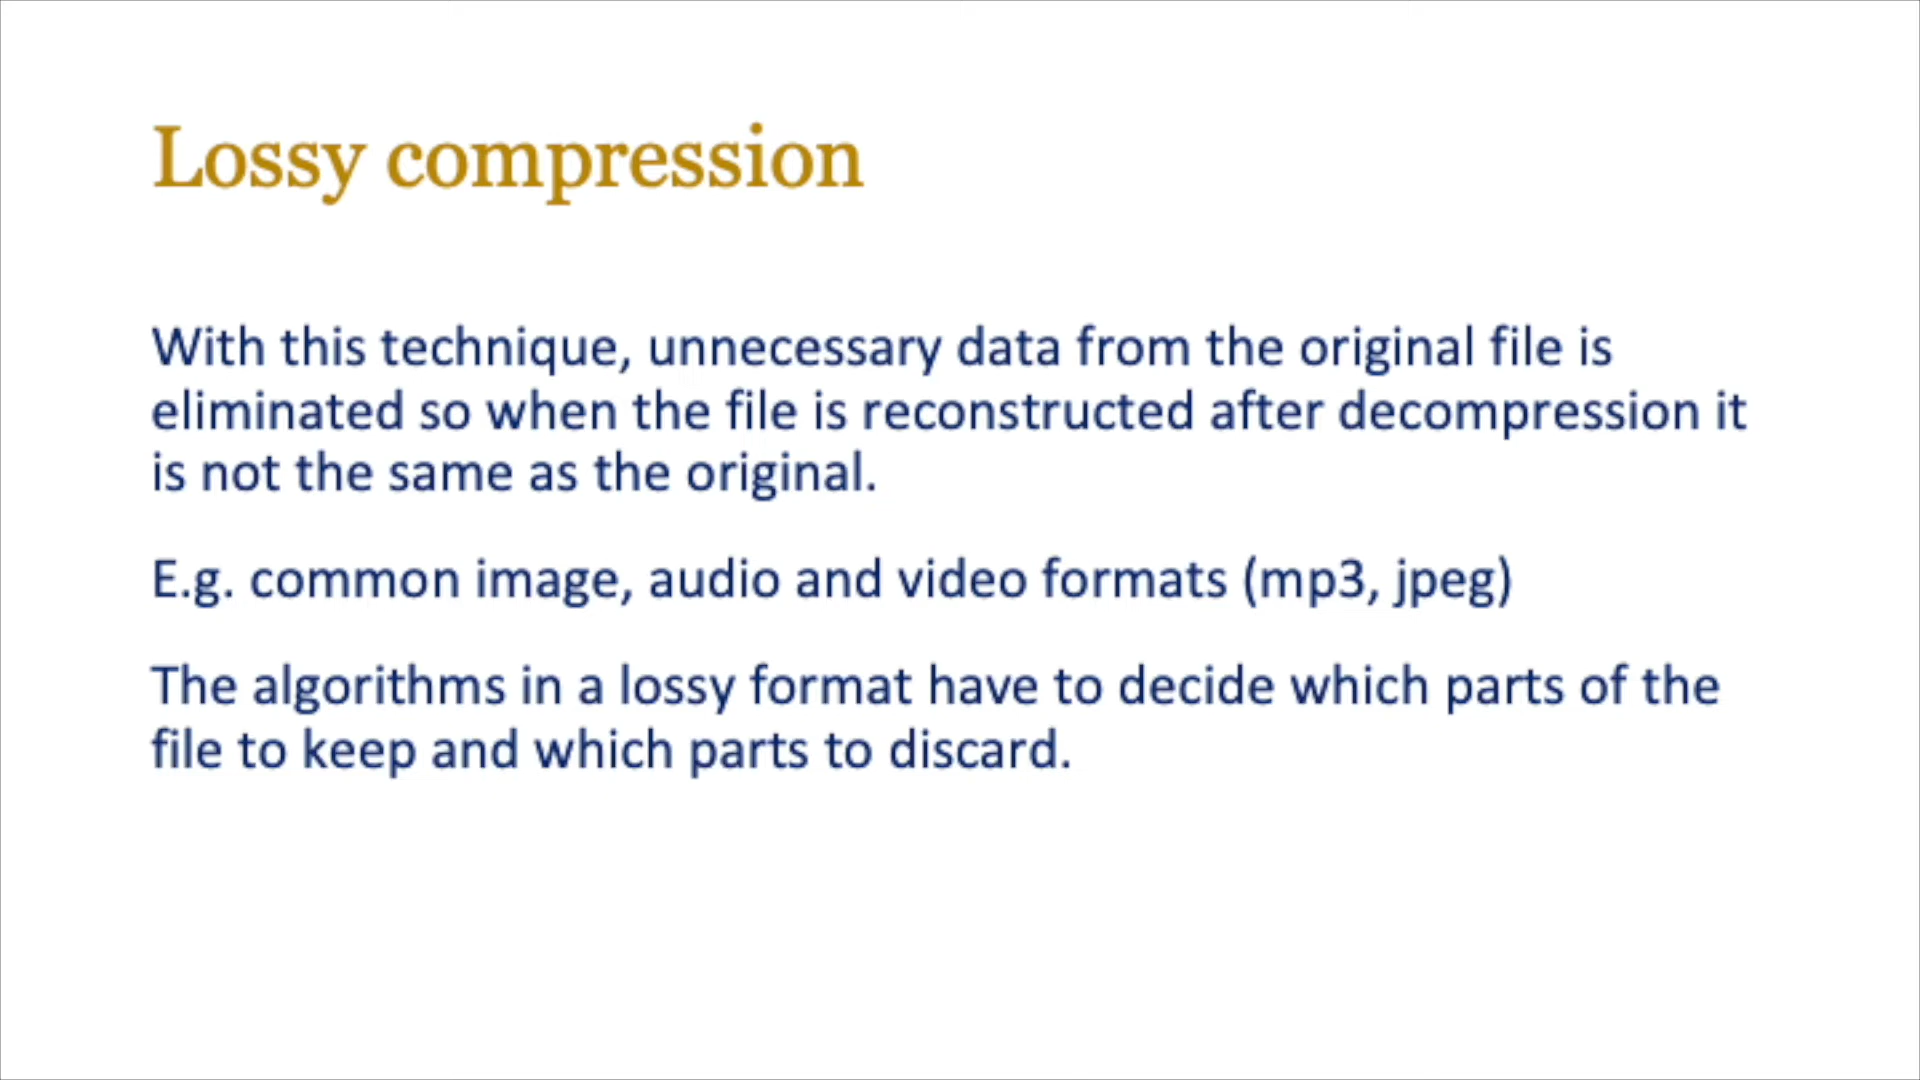 Lossy compression
With this technique, unnecessary data from the original file is
eliminated so when the file is reconstructed after decompression it
is not the same as the original.
E.g. common image, audio and video formats (mp3, jpeg)
The algorithms in a lossy format have to decide which parts of the
file to keep and which parts to discard.